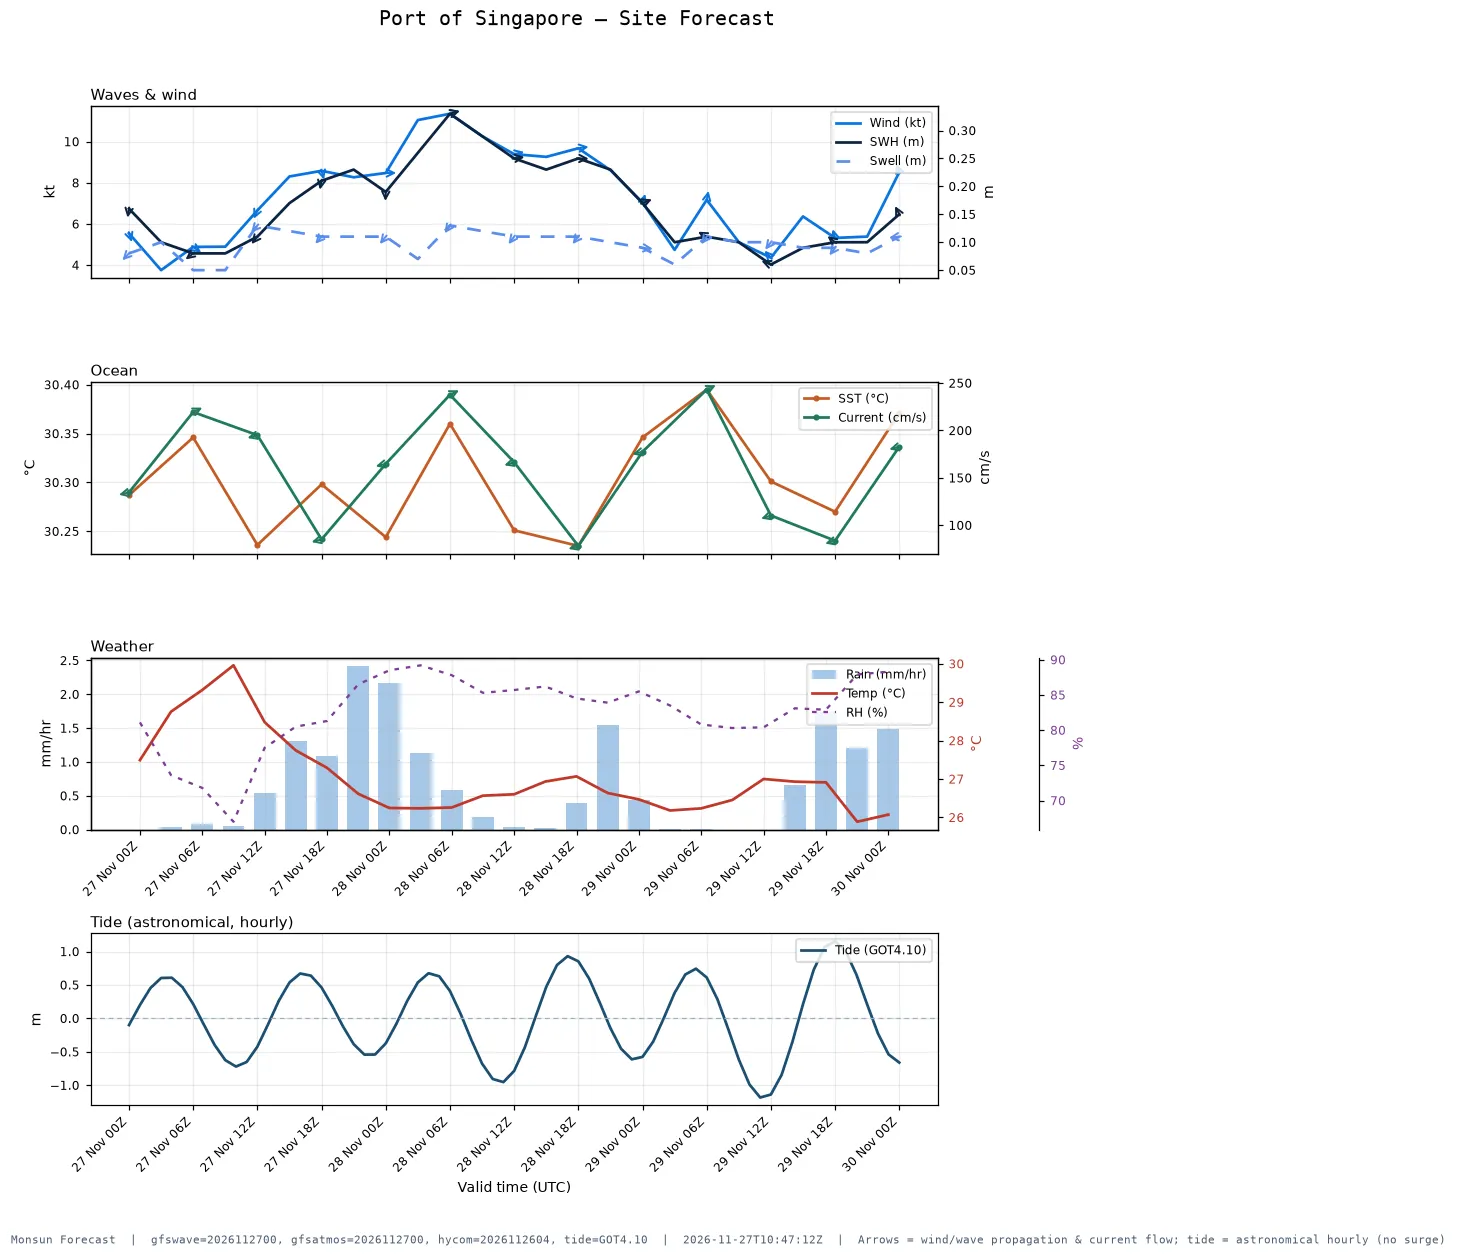 Port of Singapore — Site Forecast
Waves & wind
kt
10
8
6
4
Wind (kt)
SWH (m)
Swell (m)
0.30
0.25
0.20
0.15
0.10
0.05
m
Ocean
°C
30.40
30.35
30.30
30.25
SST (°C)
Current (cm/s)
250
200
150
100
cm/s
Weather
mm/hr
2.5
2.0
1.5
1.0
0.5
0.0
Rain (mm/hr)
Temp (°C)
RH (%)
30
29
28
27
26
°C
90
85
80
75
70
%
27 Nov 00Z
27 Nov 06Z
27 Nov 12Z
27 Nov 18Z
28 Nov 00Z
28 Nov 06Z
28 Nov 12Z
28 Nov 18Z
29 Nov 00Z
29 Nov 06Z
29 Nov 12Z
29 Nov 18Z
30 Nov 00Z
Tide (astronomical, hourly)
m
1.0
0.5
0.0
−0.5
−1.0
Tide (GOT4.10)
27 Nov 00Z
27 Nov 06Z
27 Nov 12Z
27 Nov 18Z
28 Nov 00Z
28 Nov 06Z
28 Nov 12Z
28 Nov 18Z
29 Nov 00Z
29 Nov 06Z
29 Nov 12Z
29 Nov 18Z
30 Nov 00Z
Valid time (UTC)
Monsun Forecast | gfswave=2026112700, gfsatmos=2026112700, hycom=2026112604, tide=GOT4.10 | 2026-11-27T10:47:12Z | Arrows = wind/wave propagation & current flow; tide = astronomical hourly (no surge)